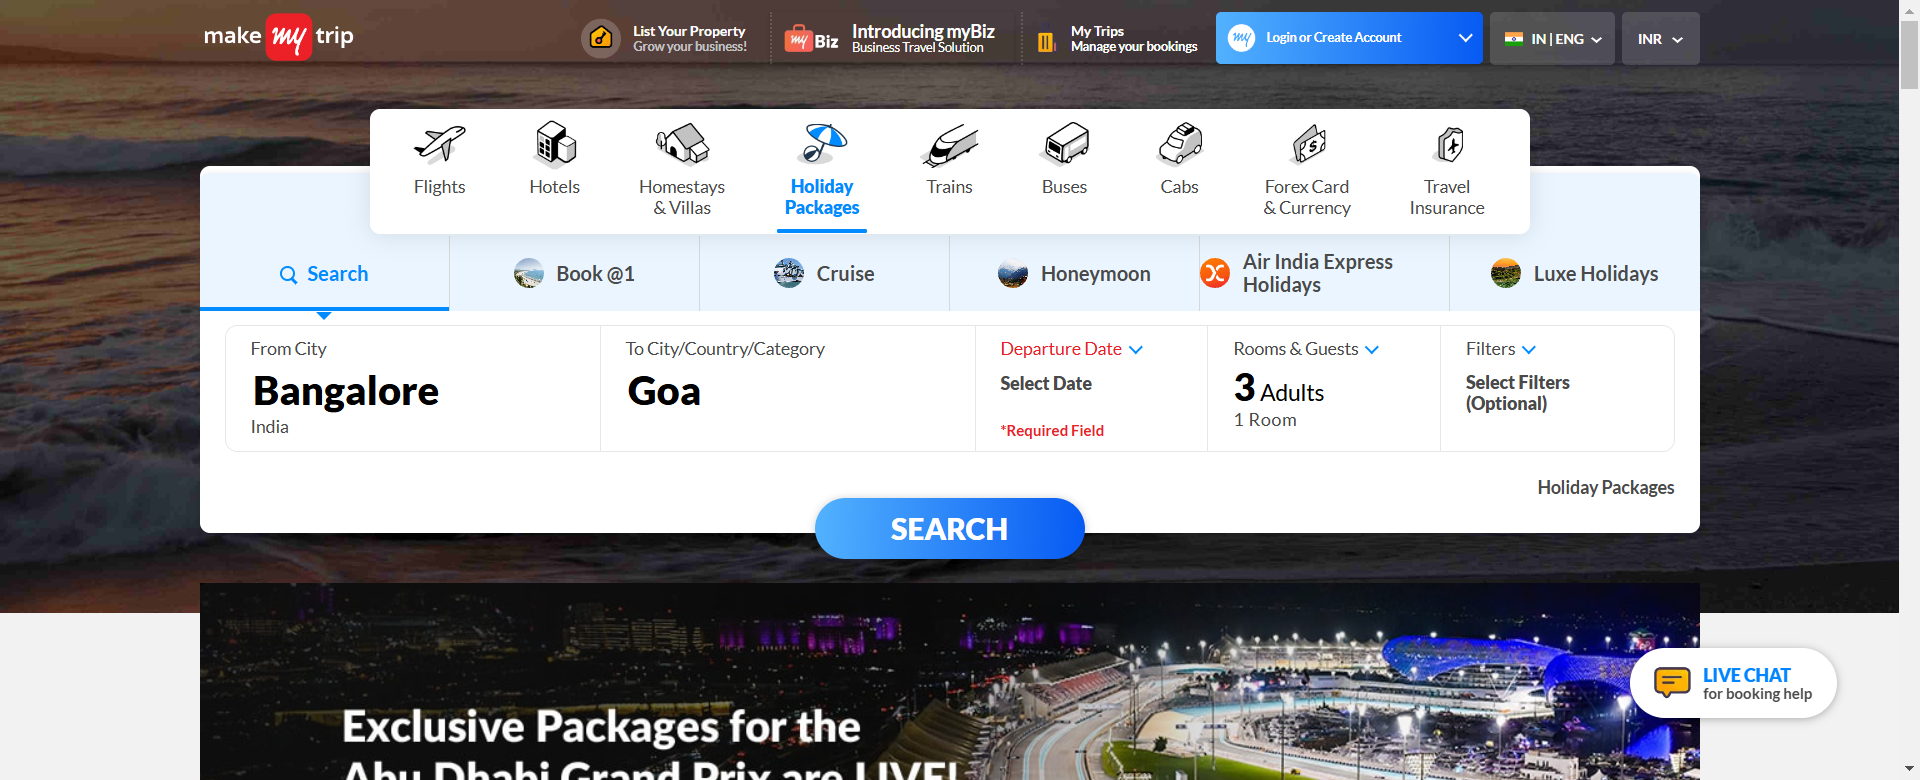 make my trip
List Your Property
Grow your business!
my Biz
Introducing myBiz
Business Travel Solution
My Trips
Manage your bookings
my
Login or Create Account
IN | ENG
INR
Flights
Hotels
Homestays
& Villas
Holiday
Packages
Trains
Buses
Cabs
Forex Card
& Currency
Travel
Insurance
Search
Book @1
Cruise
Honeymoon
Air India Express
Holidays
Luxe Holidays
From City
Bangalore
India
To City/Country/Category
Goa
Departure Date
Select Date
*Required Field
Rooms & Guests
3 Adults
1 Room
Filters
Select Filters
(Optional)
Holiday Packages
SEARCH
Exclusive Packages for the
Abu Dhabi Grand Prix are LIVE!
LIVE CHAT
for booking help